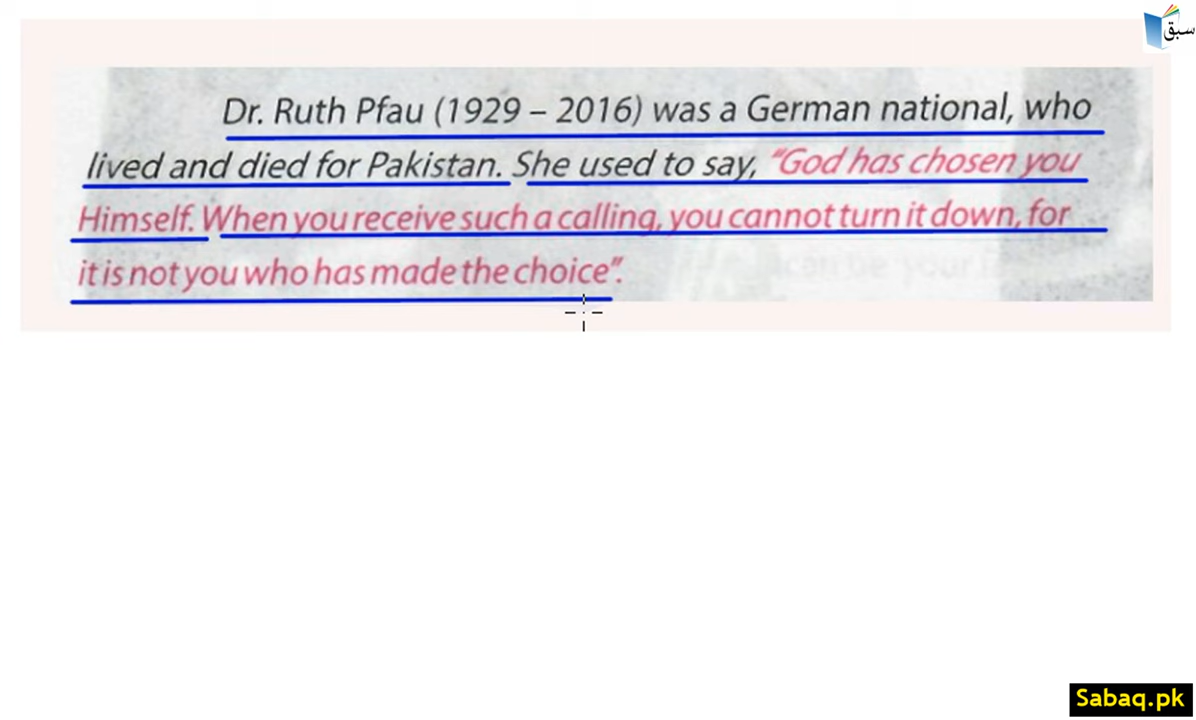 سبق
Dr. Ruth Pfau (1929 – 2016) was a German national, who
lived and died for Pakistan. She used to say, "God has chosen you
Himself. When you receive such a calling, you cannot turn it down, for
it is not you who has made the choice".
Sabaq.pk